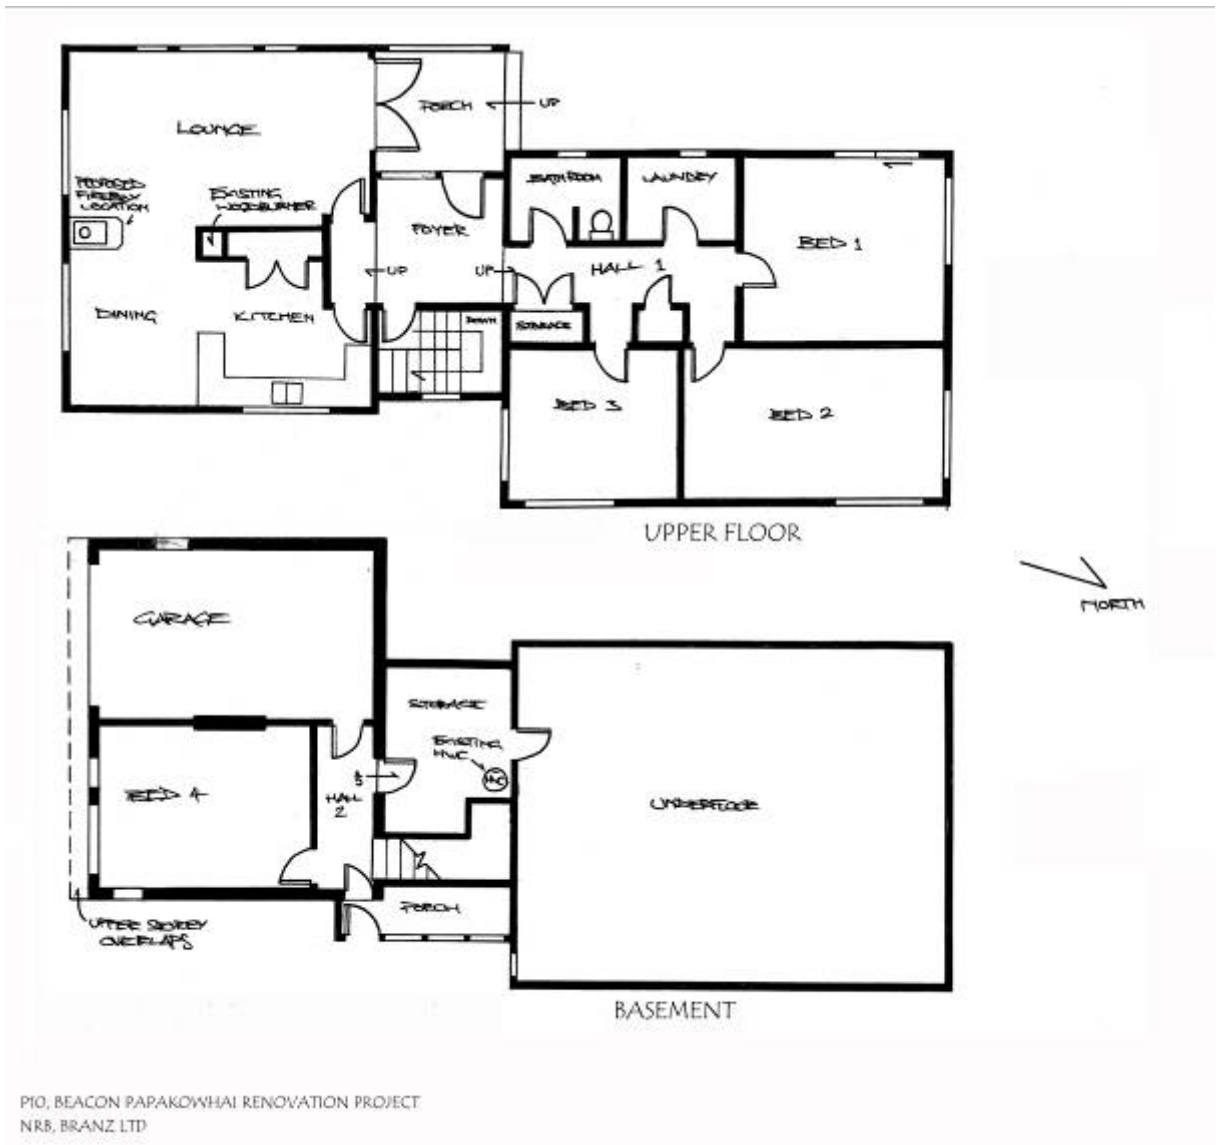 LOUNGE
PORCH
UP
PROPOSED
FIREBOX
LOCATION
EXISTING
WOODBURNER
FOYER
BATHROOM
LAUNDRY
BED 1
UP
UP
HALL 1
DINING
KITCHEN
DOWN
STORAGE
BED 3
BED 2
UPPER FLOOR
NORTH
GARAGE
STORAGE
EXISTING
HWC
HWC
BED 4
HALL
2
UNDERFLOOR
PORCH
UPPER STOREY
OVERLAPS
BASEMENT
P10, BEACON PAPAKOWHAI RENOVATION PROJECT
NRB, BRANZ LTD